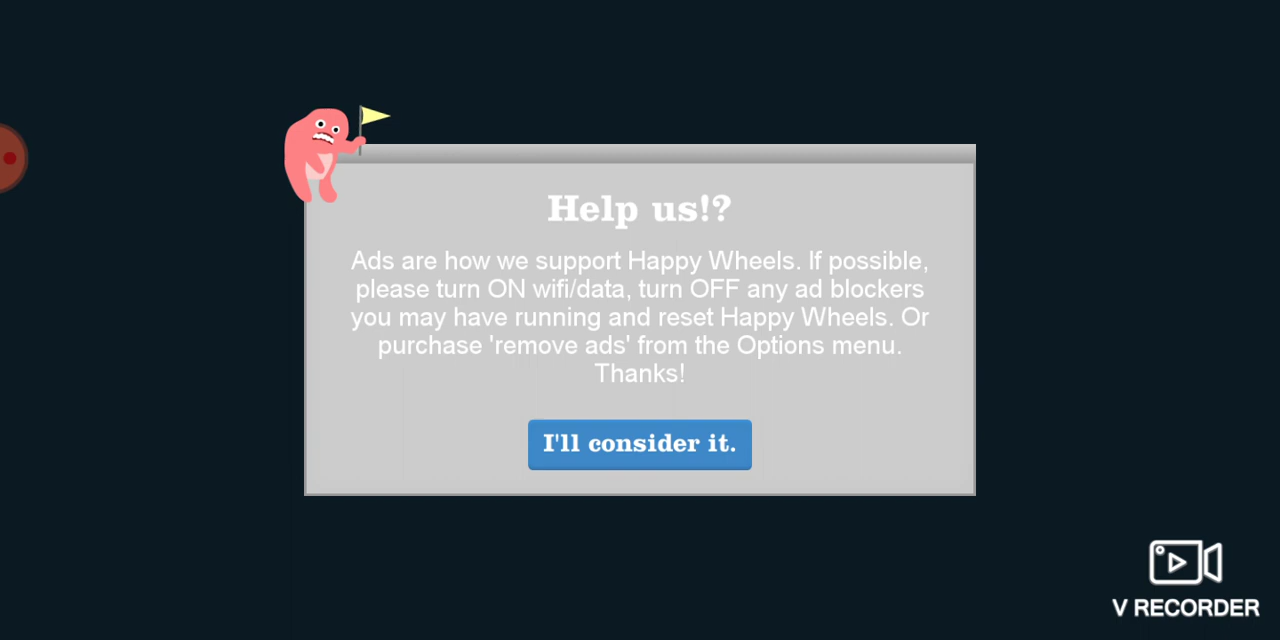 Help us!?
Ads are how we support Happy Wheels. If possible,
please turn ON wifi/data, turn OFF any ad blockers
you may have running and reset Happy Wheels. Or
purchase 'remove ads' from the Options menu.
Thanks!
I'll consider it.
V RECORDER